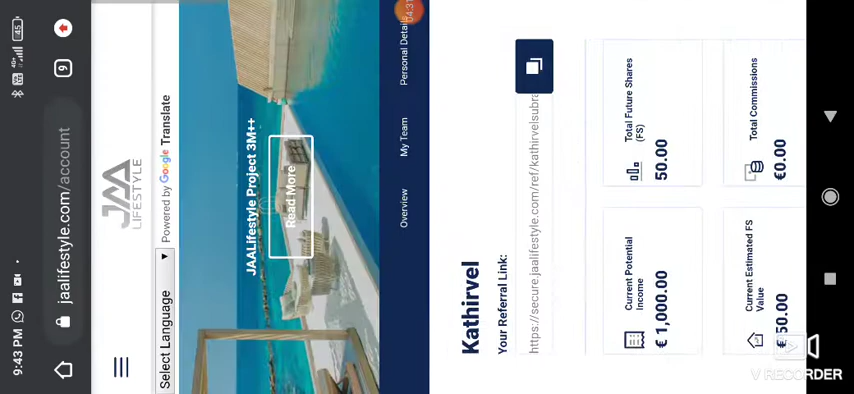 9:43 PM
45
jaalifestyle.com/account
9
JAA
LIFESTYLE
Select Language
Powered by Google Translate
JAALifestyle Project 3M++
Read More
04:31
Overview
My Team
Personal Details
Kathirvel
Your Referral Link:
https://secure.jaalifestyle.com/ref/kathirvelsubra
Current Potential
Income
€ 1,000.00
Total Future Shares
(FS)
50.00
Current Estimated FS
Value
€ 50.00
Total Commissions
€0.00
V RECORDER